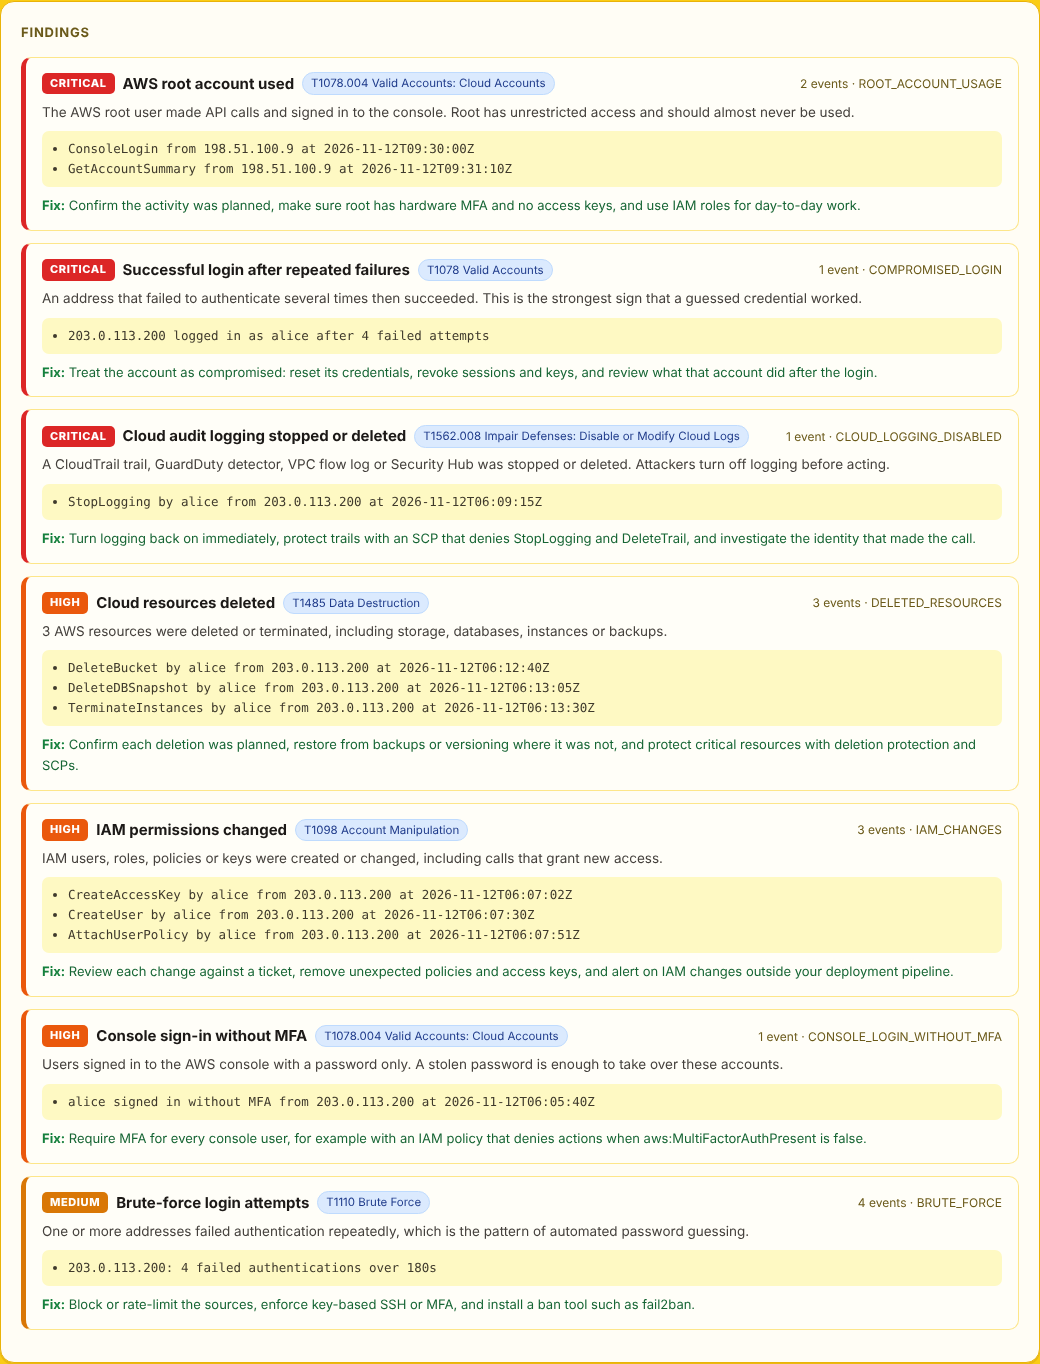 FINDINGS
CRITICAL AWS root account used T1078.004 Valid Accounts: Cloud Accounts 2 events · ROOT_ACCOUNT_USAGE
The AWS root user made API calls and signed in to the console. Root has unrestricted access and should almost never be used.
• ConsoleLogin from 198.51.100.9 at 2026-11-12T09:30:00Z
• GetAccountSummary from 198.51.100.9 at 2026-11-12T09:31:10Z
Fix: Confirm the activity was planned, make sure root has hardware MFA and no access keys, and use IAM roles for day-to-day work.
CRITICAL Successful login after repeated failures T1078 Valid Accounts 1 event · COMPROMISED_LOGIN
An address that failed to authenticate several times then succeeded. This is the strongest sign that a guessed credential worked.
• 203.0.113.200 logged in as alice after 4 failed attempts
Fix: Treat the account as compromised: reset its credentials, revoke sessions and keys, and review what that account did after the login.
CRITICAL Cloud audit logging stopped or deleted T1562.008 Impair Defenses: Disable or Modify Cloud Logs 1 event · CLOUD_LOGGING_DISABLED
A CloudTrail trail, GuardDuty detector, VPC flow log or Security Hub was stopped or deleted. Attackers turn off logging before acting.
• StopLogging by alice from 203.0.113.200 at 2026-11-12T06:09:15Z
Fix: Turn logging back on immediately, protect trails with an SCP that denies StopLogging and DeleteTrail, and investigate the identity that made the call.
HIGH Cloud resources deleted T1485 Data Destruction 3 events · DELETED_RESOURCES
3 AWS resources were deleted or terminated, including storage, databases, instances or backups.
• DeleteBucket by alice from 203.0.113.200 at 2026-11-12T06:12:40Z
• DeleteDBSnapshot by alice from 203.0.113.200 at 2026-11-12T06:13:05Z
• TerminateInstances by alice from 203.0.113.200 at 2026-11-12T06:13:30Z
Fix: Confirm each deletion was planned, restore from backups or versioning where it was not, and protect critical resources with deletion protection and
SCPs.
HIGH IAM permissions changed T1098 Account Manipulation 3 events · IAM_CHANGES
IAM users, roles, policies or keys were created or changed, including calls that grant new access.
• CreateAccessKey by alice from 203.0.113.200 at 2026-11-12T06:07:02Z
• CreateUser by alice from 203.0.113.200 at 2026-11-12T06:07:30Z
• AttachUserPolicy by alice from 203.0.113.200 at 2026-11-12T06:07:51Z
Fix: Review each change against a ticket, remove unexpected policies and access keys, and alert on IAM changes outside your deployment pipeline.
HIGH Console sign-in without MFA T1078.004 Valid Accounts: Cloud Accounts 1 event · CONSOLE_LOGIN_WITHOUT_MFA
Users signed in to the AWS console with a password only. A stolen password is enough to take over these accounts.
• alice signed in without MFA from 203.0.113.200 at 2026-11-12T06:05:40Z
Fix: Require MFA for every console user, for example with an IAM policy that denies actions when aws:MultiFactorAuthPresent is false.
MEDIUM Brute-force login attempts T1110 Brute Force 4 events · BRUTE_FORCE
One or more addresses failed authentication repeatedly, which is the pattern of automated password guessing.
• 203.0.113.200: 4 failed authentications over 180s
Fix: Block or rate-limit the sources, enforce key-based SSH or MFA, and install a ban tool such as fail2ban.